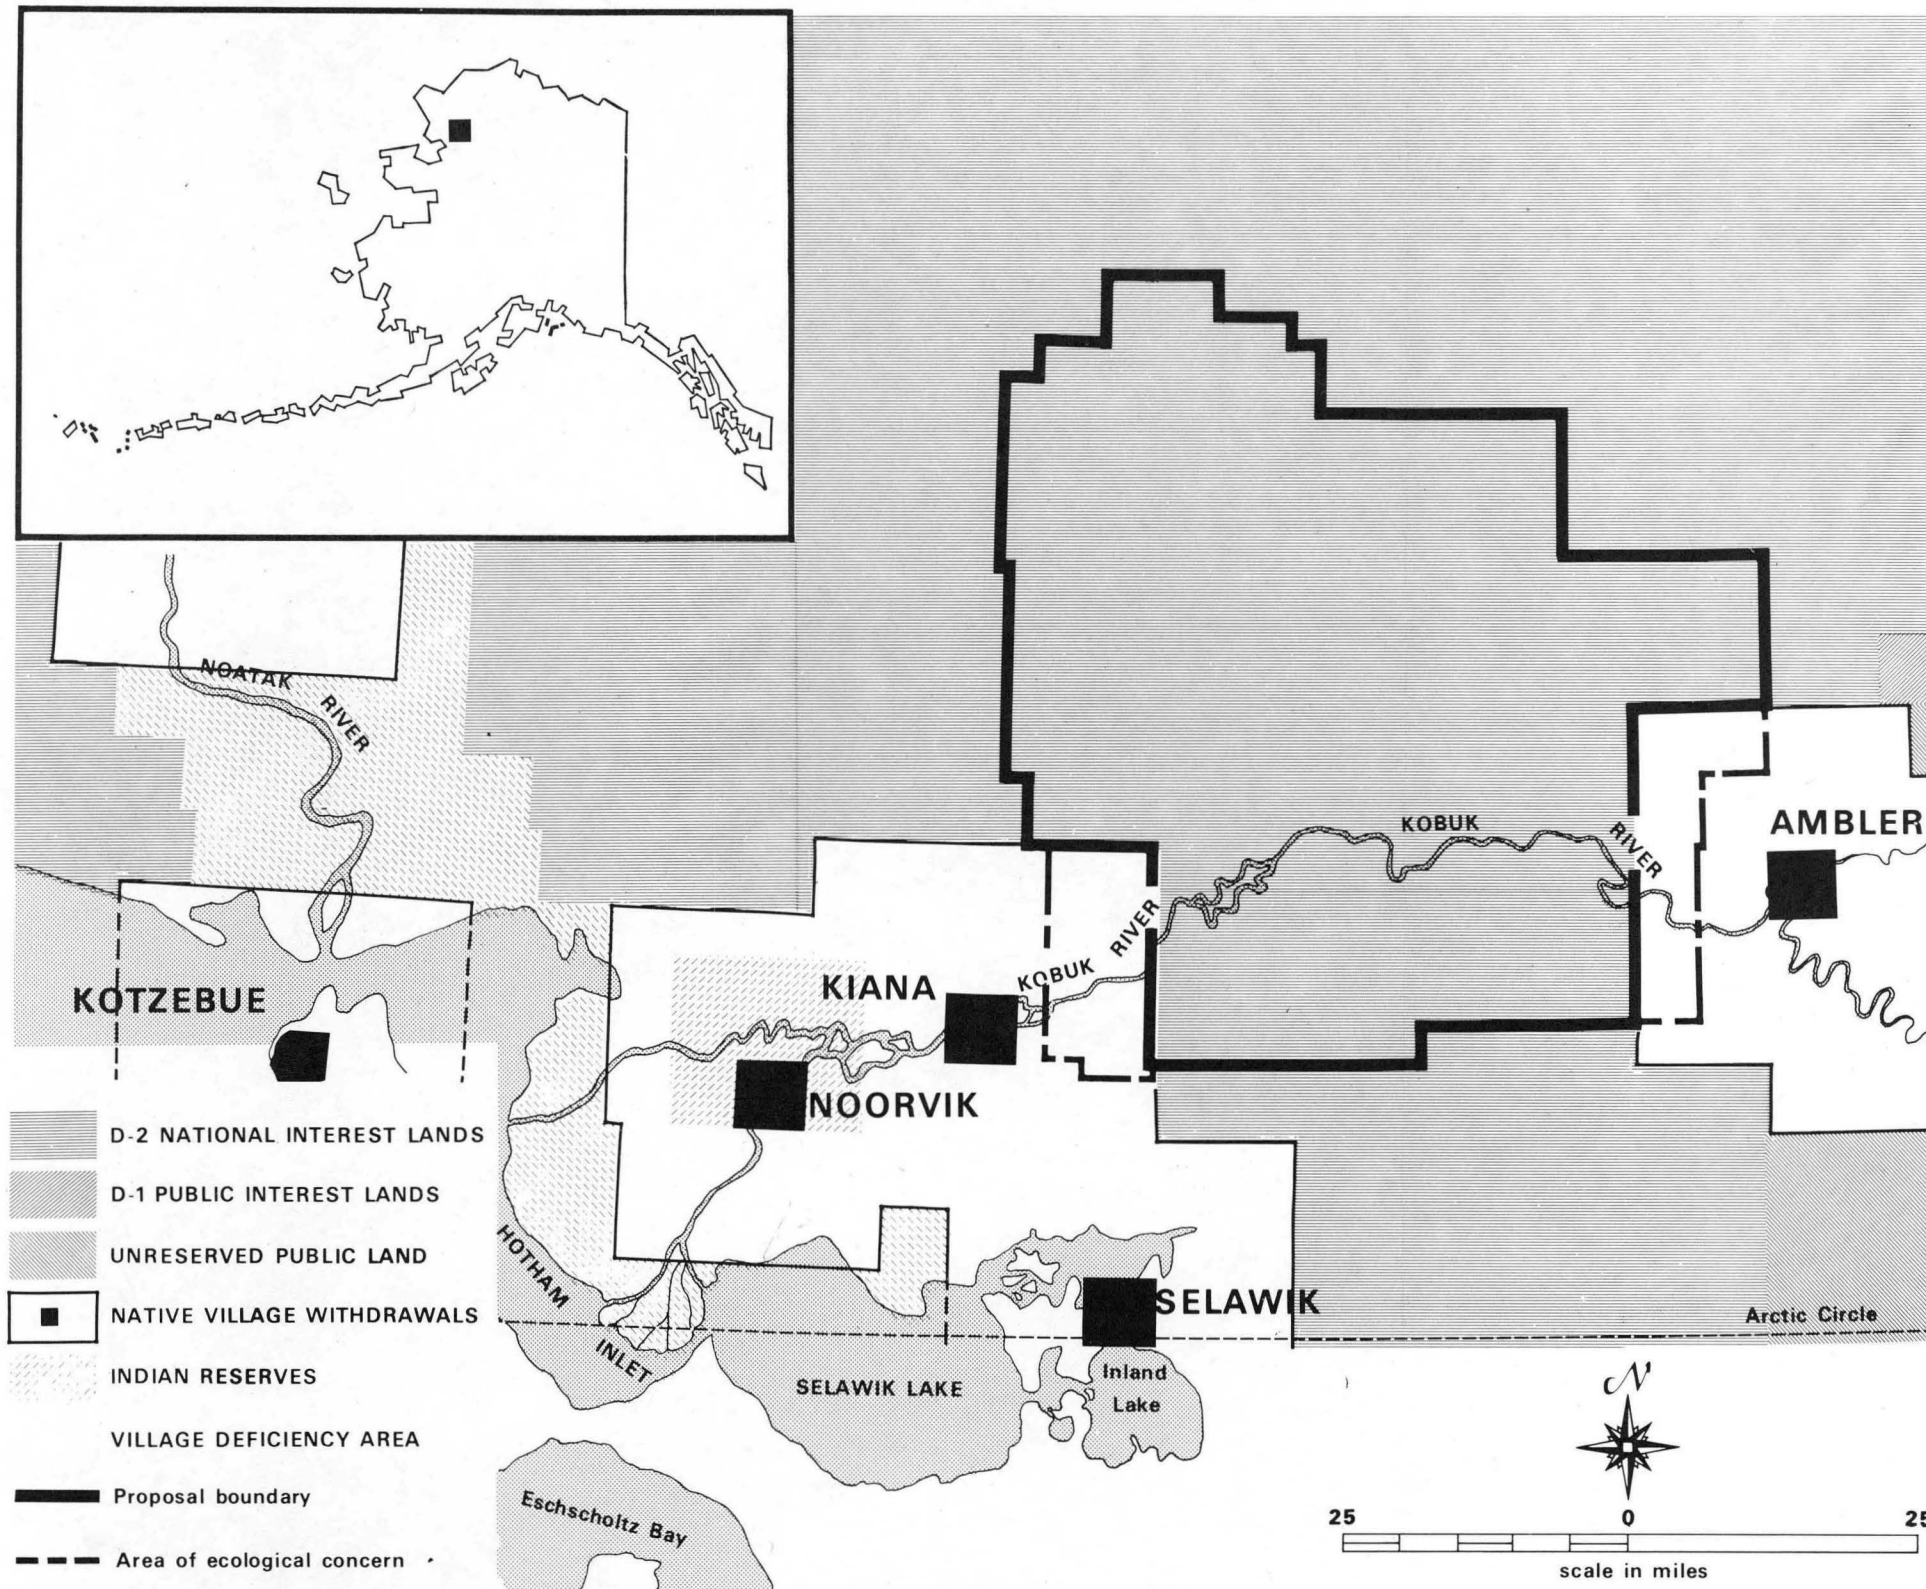 NOATAK
RIVER
KOBUK
RIVER
AMBLER
KOTZEBUE
KIANA
KOBUK
RIVER
NOORVIK
HOTHAM
INLET
SELAWIK
Arctic Circle
SELAWIK LAKE
Inland
Lake
Eschscholtz Bay
D-2 NATIONAL INTEREST LANDS
D-1 PUBLIC INTEREST LANDS
UNRESERVED PUBLIC LAND
NATIVE VILLAGE WITHDRAWALS
INDIAN RESERVES
VILLAGE DEFICIENCY AREA
Proposal boundary
Area of ecological concern
N
25 0 25
scale in miles